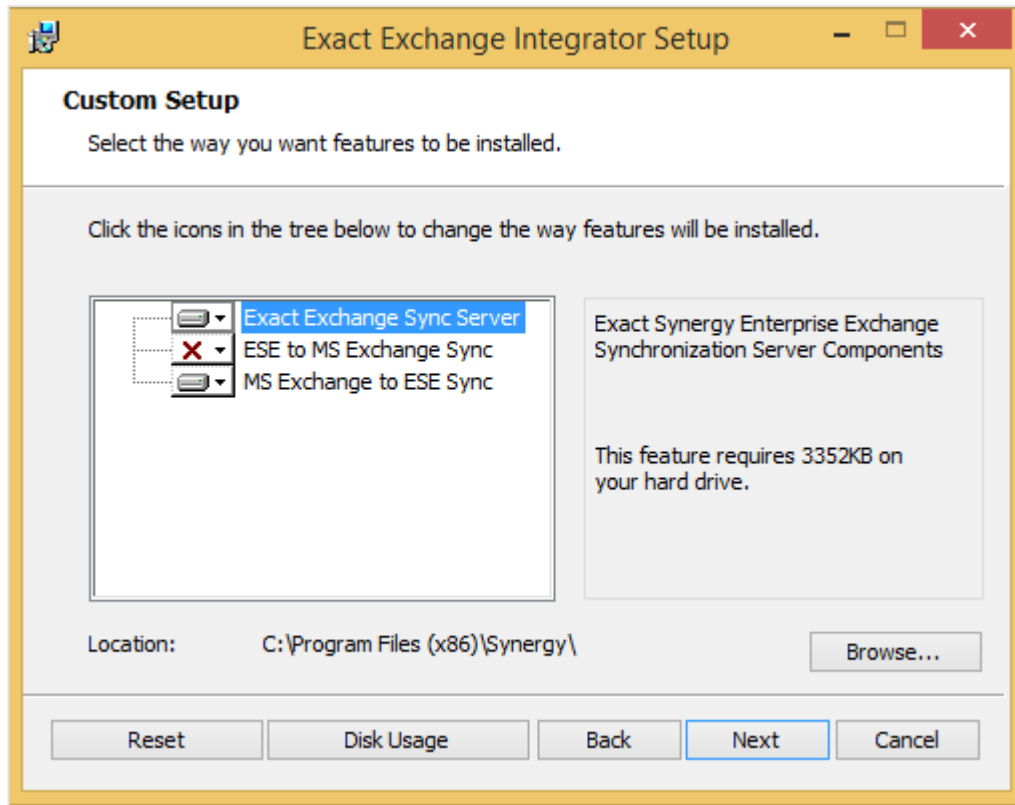 Exact Exchange Integrator Setup
Custom Setup
Select the way you want features to be installed.
Click the icons in the tree below to change the way features will be installed.
Exact Exchange Sync Server
ESE to MS Exchange Sync
MS Exchange to ESE Sync
Exact Synergy Enterprise Exchange
Synchronization Server Components
This feature requires 3352KB on
your hard drive.
Location: C:\Program Files (x86)\Synergy\
Browse...
Reset Disk Usage Back Next Cancel